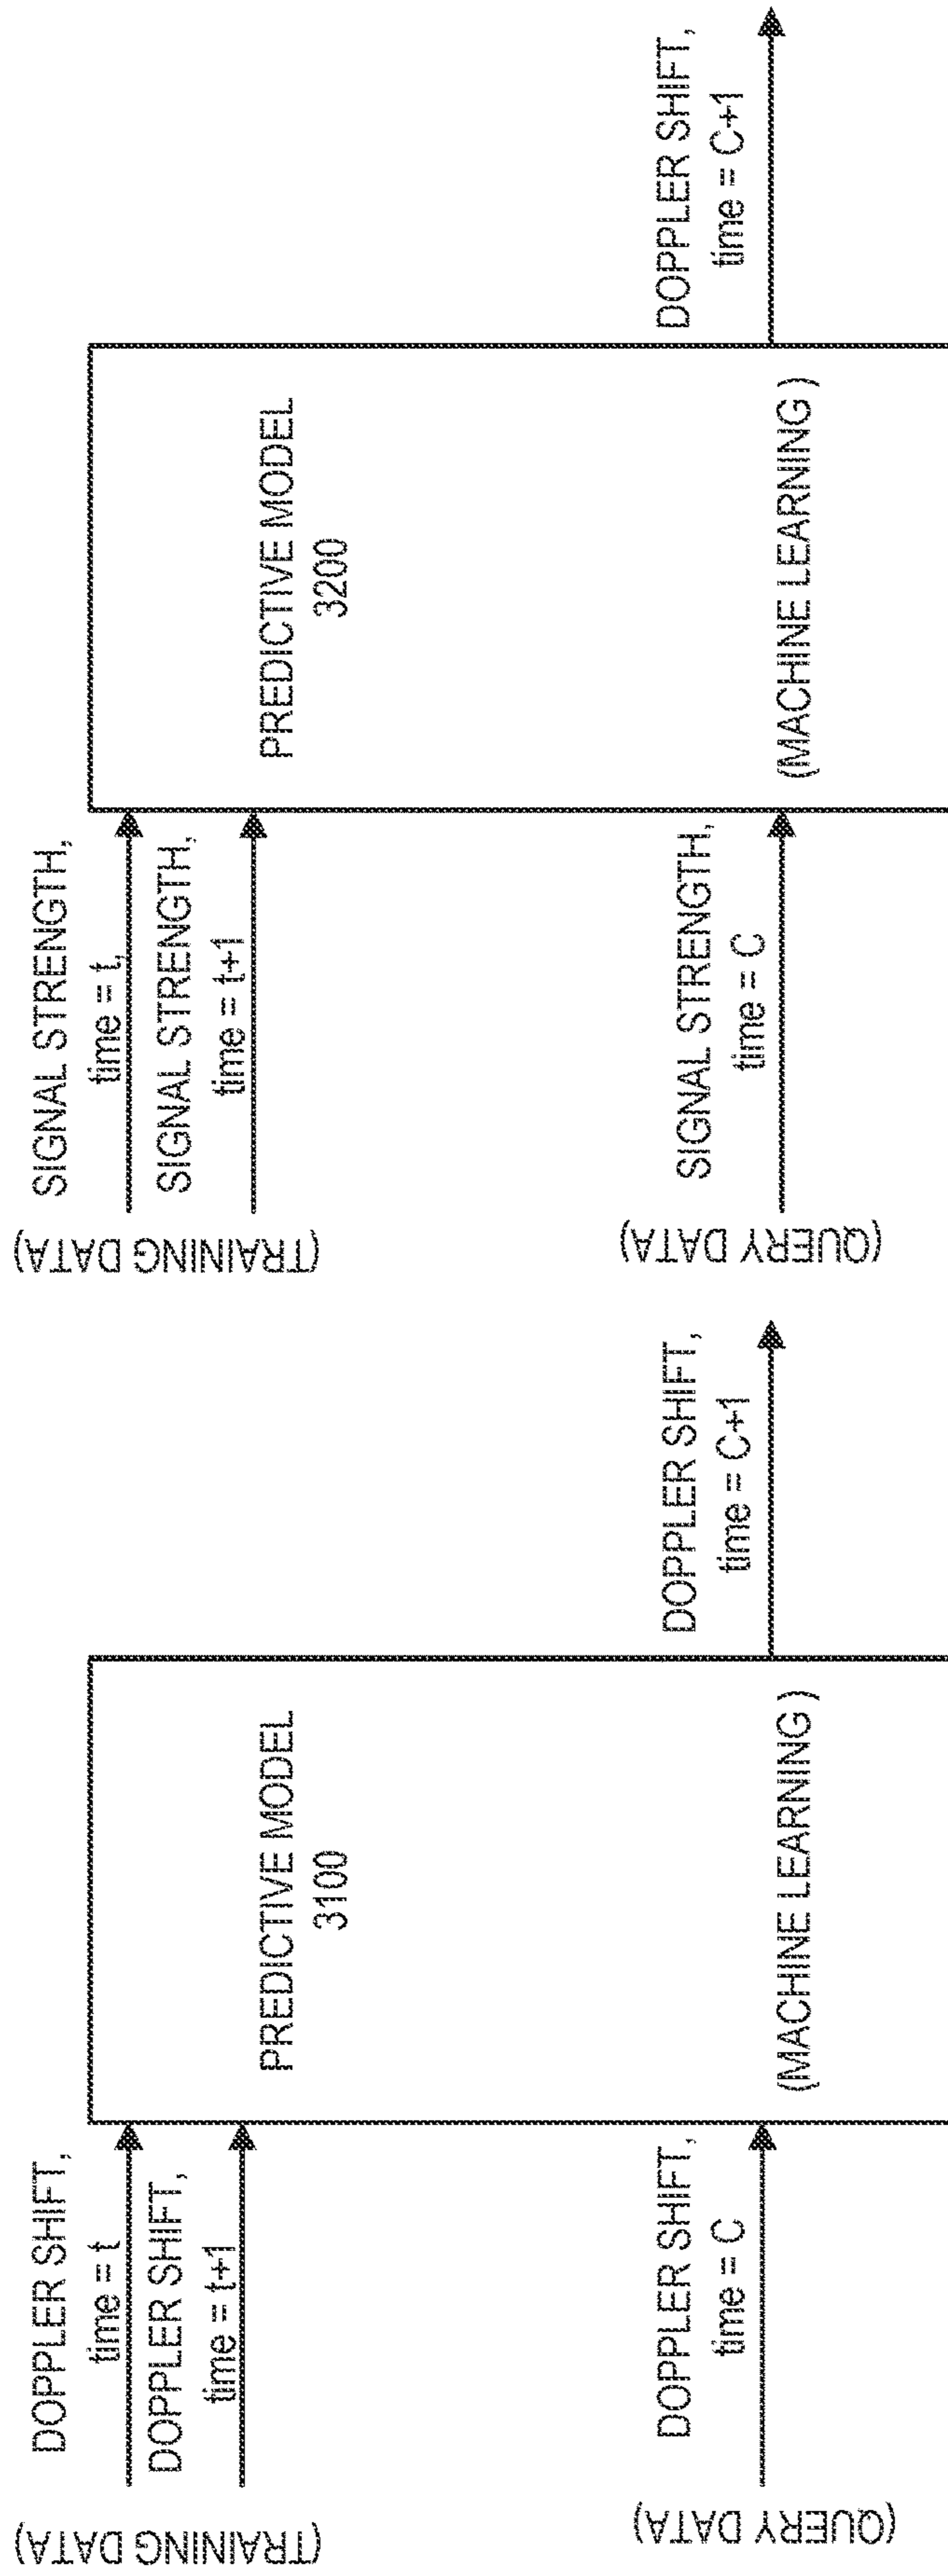 (TRAINING DATA)
DOPPLER SHIFT,
time = t
DOPPLER SHIFT,
time = t+1
PREDICTIVE MODEL
3100
(QUERY DATA)
DOPPLER SHIFT,
time = C
(MACHINE LEARNING )
DOPPLER SHIFT,
time = C+1
(TRAINING DATA)
SIGNAL STRENGTH,
time = t,
SIGNAL STRENGTH,
time = t+1
PREDICTIVE MODEL
3200
(QUERY DATA)
SIGNAL STRENGTH,
time = C
(MACHINE LEARNING )
DOPPLER SHIFT,
time = C+1